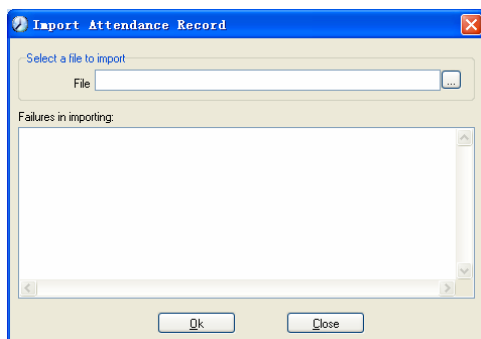 Import Attendance Record
Select a file to import
File ...
Failures in importing:
Ok Close